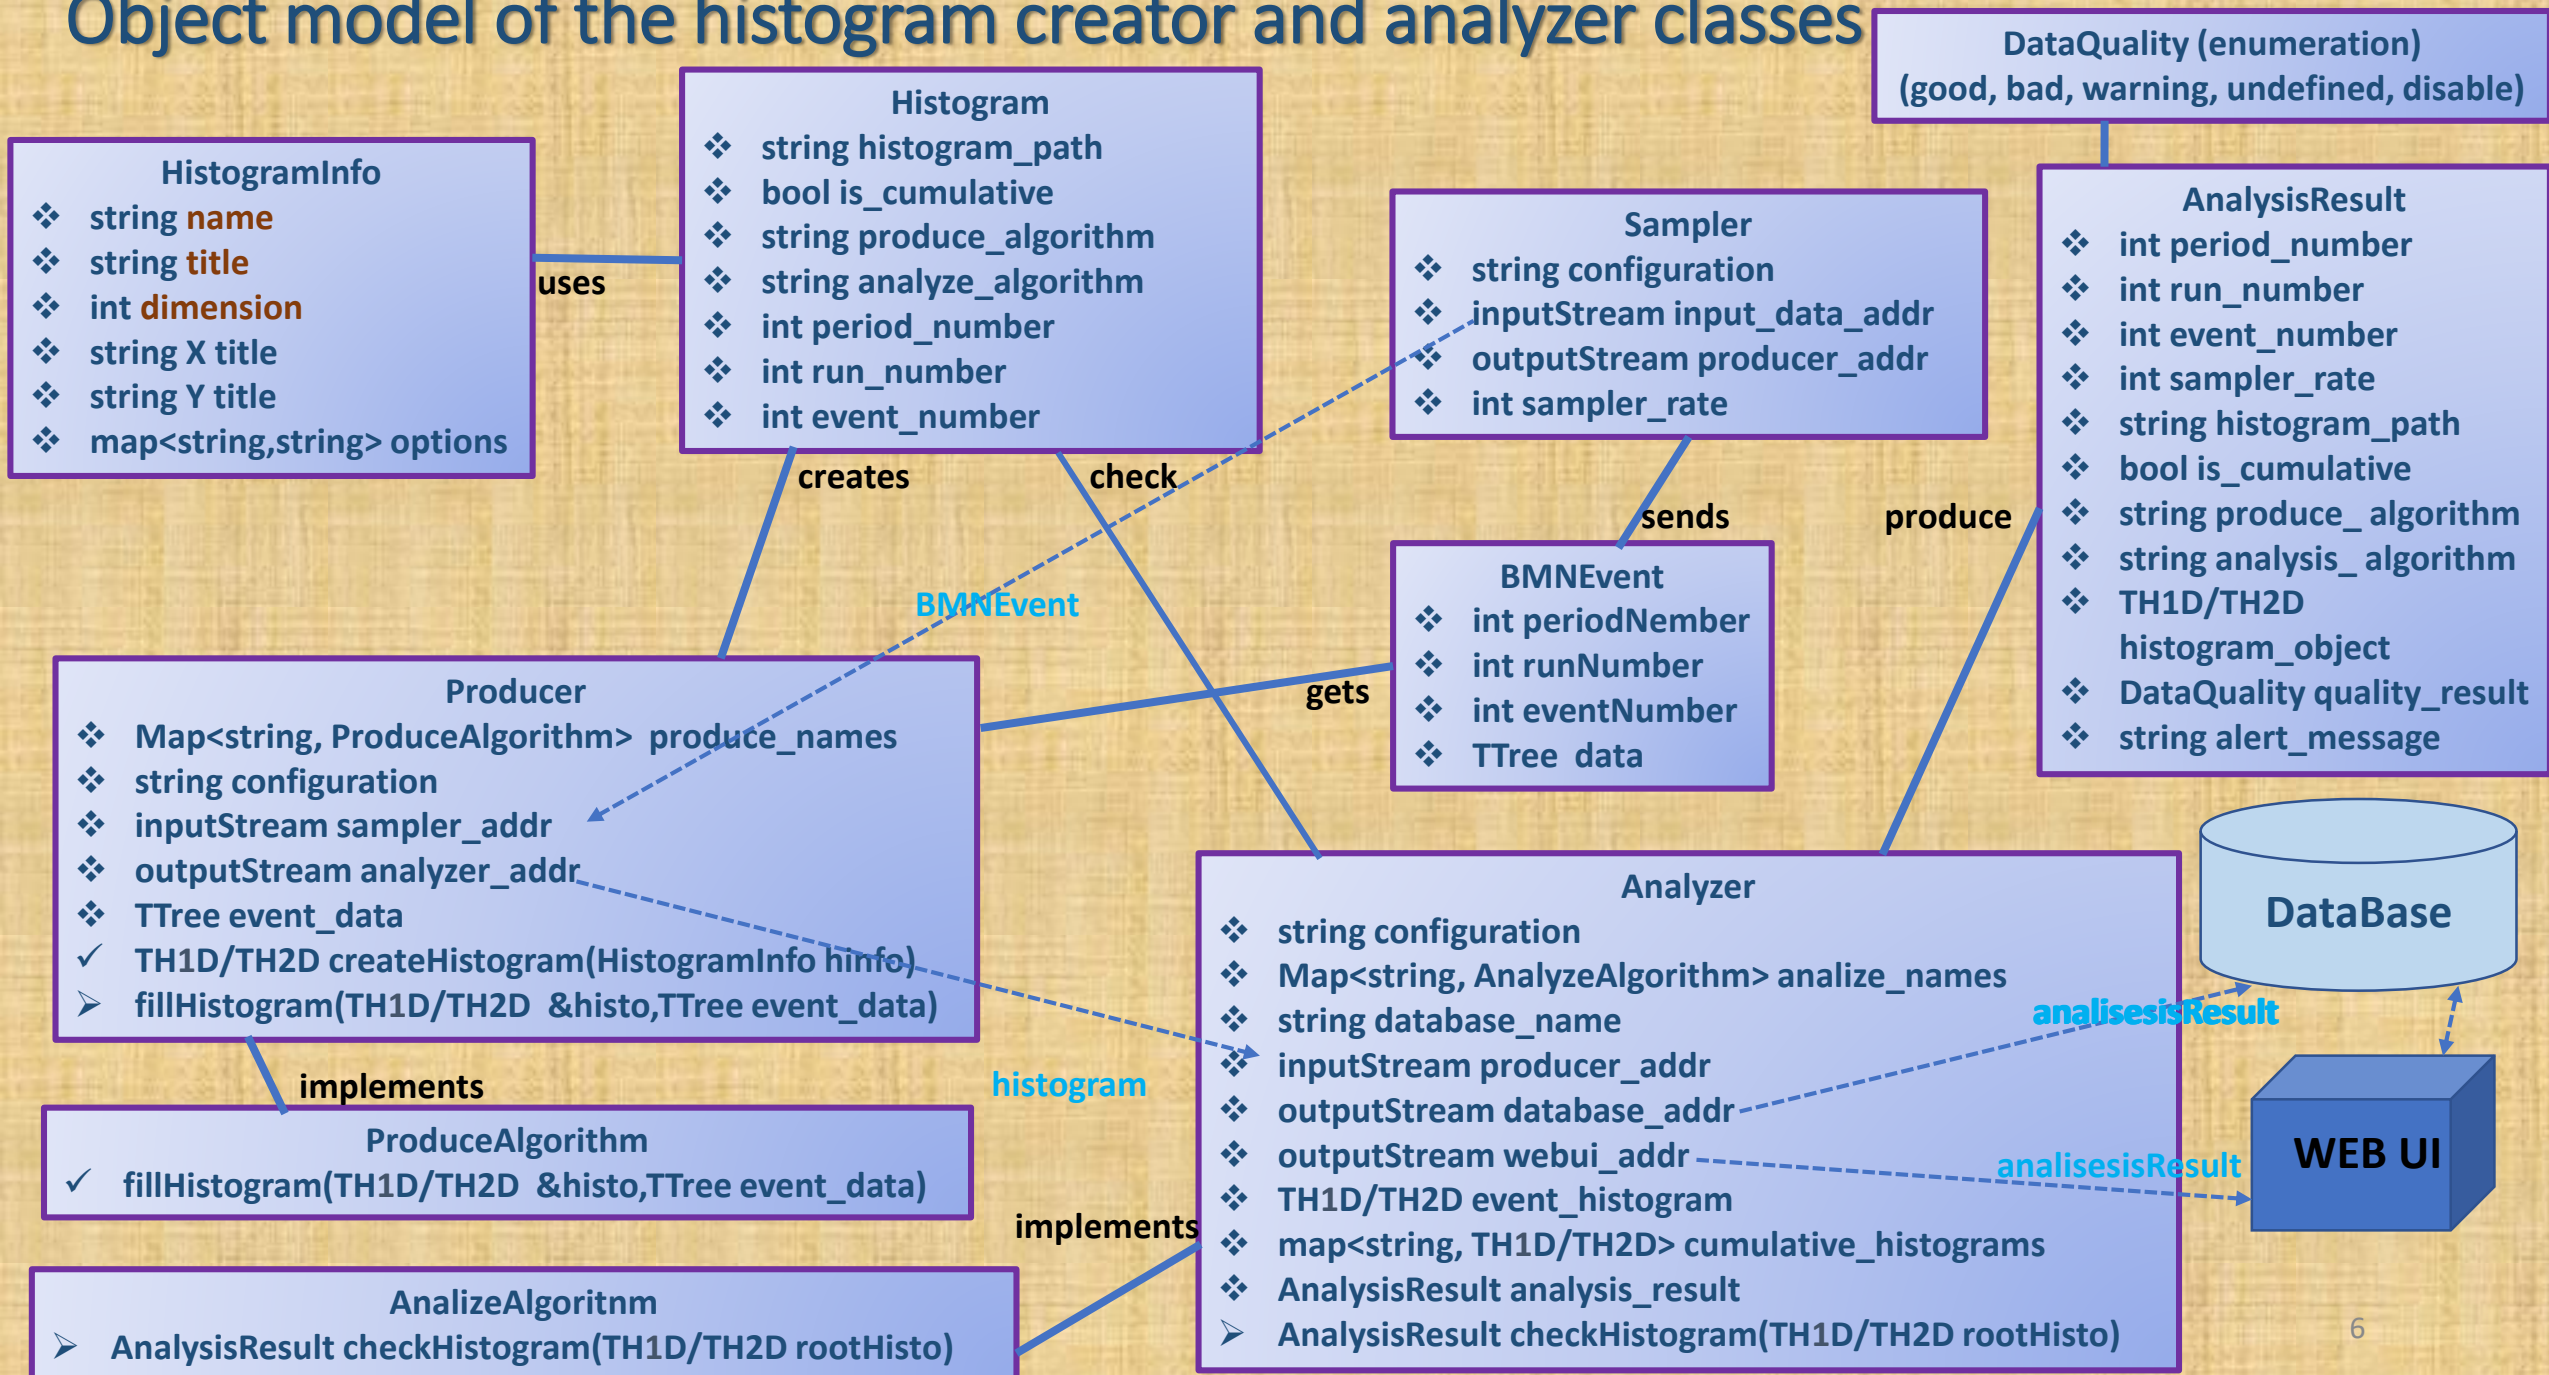 Object model of the histogram creator and analyzer classes
DataQuality (enumeration)
(good, bad, warning, undefined, disable)
HistogramInfo
string name
string title
int dimension
string X title
string Y title
map<string,string> options
uses
Histogram
string histogram_path
bool is_cumulative
string produce_algorithm
string analyze_algorithm
int period_number
int run_number
int event_number
creates
check
Sampler
string configuration
inputStream input_data_addr
outputStream producer_addr
int sampler_rate
sends
produce
AnalysisResult
int period_number
int run_number
int event_number
int sampler_rate
string histogram_path
bool is_cumulative
string produce_ algorithm
string analysis_ algorithm
TH1D/TH2D
histogram_object
DataQuality quality_result
string alert_message
BMNEvent
BMNEvent
int periodNember
int runNumber
int eventNumber
TTree data
gets
Producer
Map<string, ProduceAlgorithm> produce_names
string configuration
inputStream sampler_addr
outputStream analyzer_addr
TTree event_data
TH1D/TH2D createHistogram(HistogramInfo hinfo)
fillHistogram(TH1D/TH2D &histo,TTree event_data)
implements
histogram
ProduceAlgorithm
fillHistogram(TH1D/TH2D &histo,TTree event_data)
implements
AnalizeAlgoritnm
AnalysisResult checkHistogram(TH1D/TH2D rootHisto)
Analyzer
string configuration
Map<string, AnalyzeAlgorithm> analize_names
string database_name
inputStream producer_addr
outputStream database_addr
outputStream webui_addr
TH1D/TH2D event_histogram
map<string, TH1D/TH2D> cumulative_histograms
AnalysisResult analysis_result
AnalysisResult checkHistogram(TH1D/TH2D rootHisto)
DataBase
analisesisResult
analisesisResult
WEB UI
6